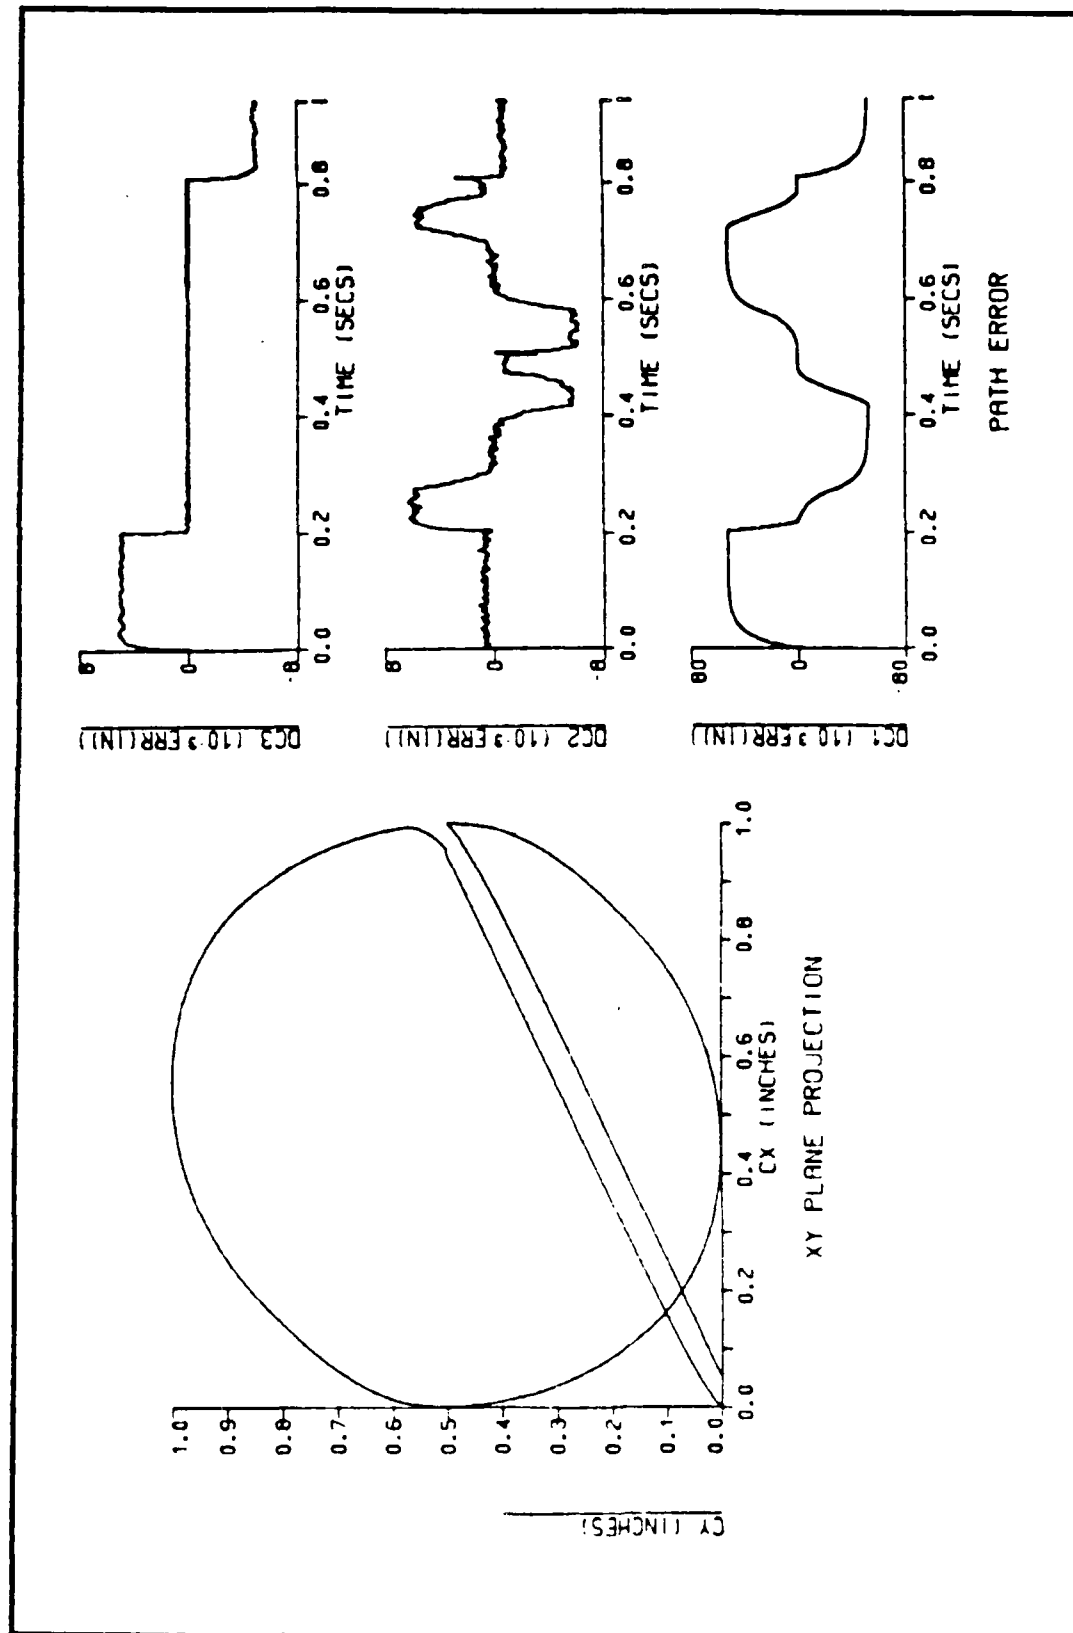 CY (INCHES)
1.0
0.9
0.8
0.7
0.6
0.5
0.4
0.3
0.2
0.1
0.0
0.0 0.2 0.4 0.6 0.8 1.0
CX (INCHES)
XY PLANE PROJECTION
DC3 (10-3 ERR(IN)
8
0
-8
0.0 0.2 0.4 0.6 0.8 1
TIME (SECS)
DC2 (10-3 ERR(IN)
8
0
-8
0.0 0.2 0.4 0.6 0.8 1
TIME (SECS)
DC1 (10-3 ERR(IN)
80
0
-80
0.0 0.2 0.4 0.6 0.8 1
TIME (SECS)
PATH ERROR